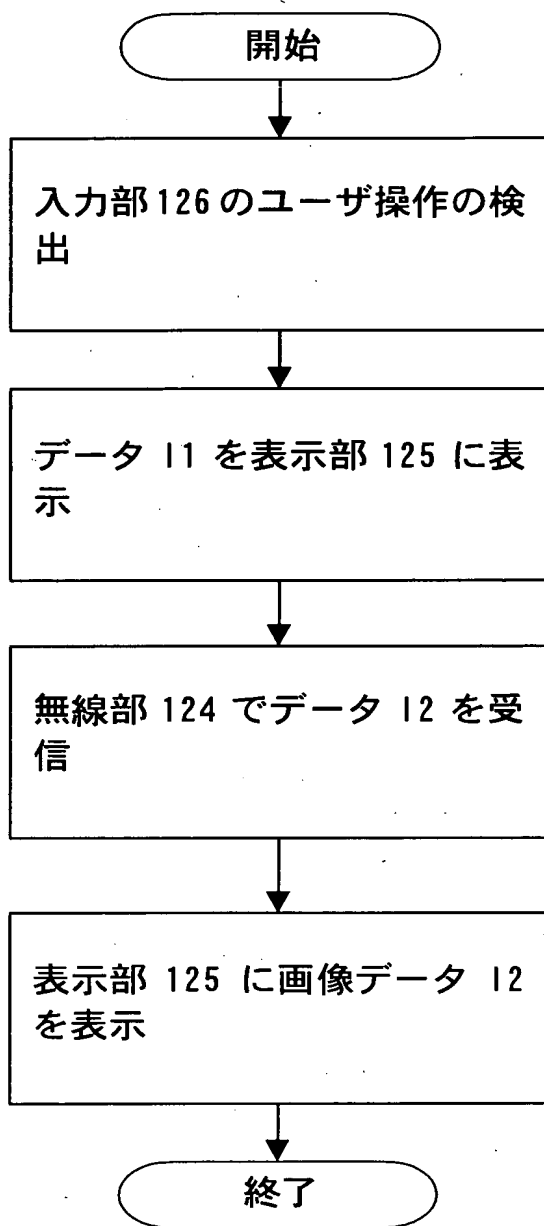 開始
入力部126のユーザ操作の検
出
データ I1 を表示部 125 に表
示
無線部 124 でデータ I2 を受
信
表示部 125 に画像データ I2
を表示
終了